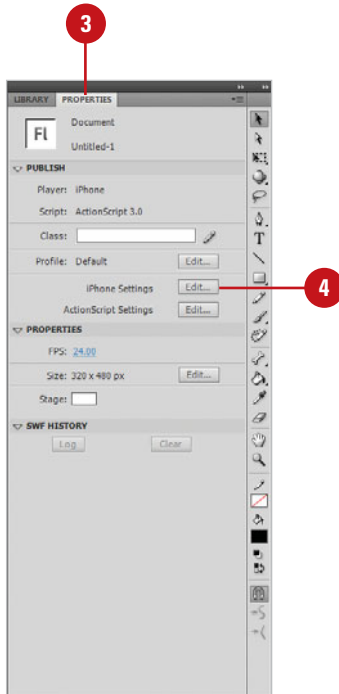 3
LIBRARY PROPERTIES
Fl
Document
Untitled-1
PUBLISH
Player: iPhone
Script: ActionScript 3.0
Class:
Profile: Default Edit...
iPhone Settings Edit...
4
ActionScript Settings Edit...
PROPERTIES
FPS: 24.00
Size: 320 x 480 px Edit...
Stage:
SWF HISTORY
Log Clear
T